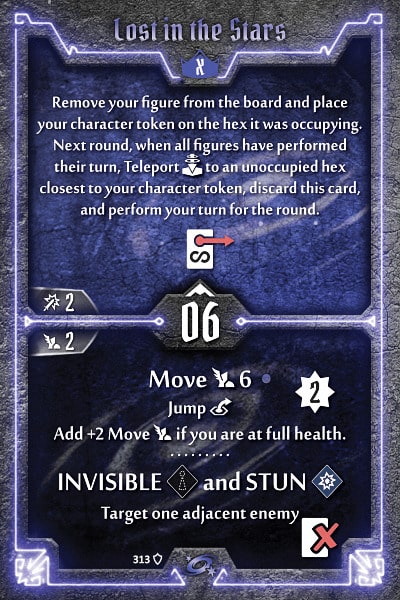 Lost in the Stars
X
Remove your figure from the board and place
your character token on the hex it was occupying.
Next round, when all figures have performed
their turn, Teleport to an unoccupied hex
closest to your character token, discard this card,
and perform your turn for the round.
2
06
2
Move 6
2
Jump
Add +2 Move if you are at full health.
INVISIBLE and STUN
Target one adjacent enemy
313